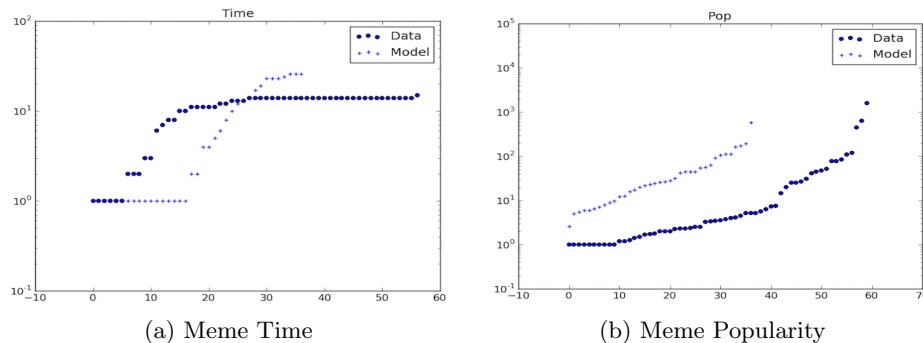 Time
10^2
10^1
10^0
10^-1
Data
Model
-10 0 10 20 30 40 50 60
(a) Meme Time
Pop
10^5
10^4
10^3
10^2
10^1
10^0
10^-1
Data
Model
-10 0 10 20 30 40 50 60 70
(b) Meme Popularity